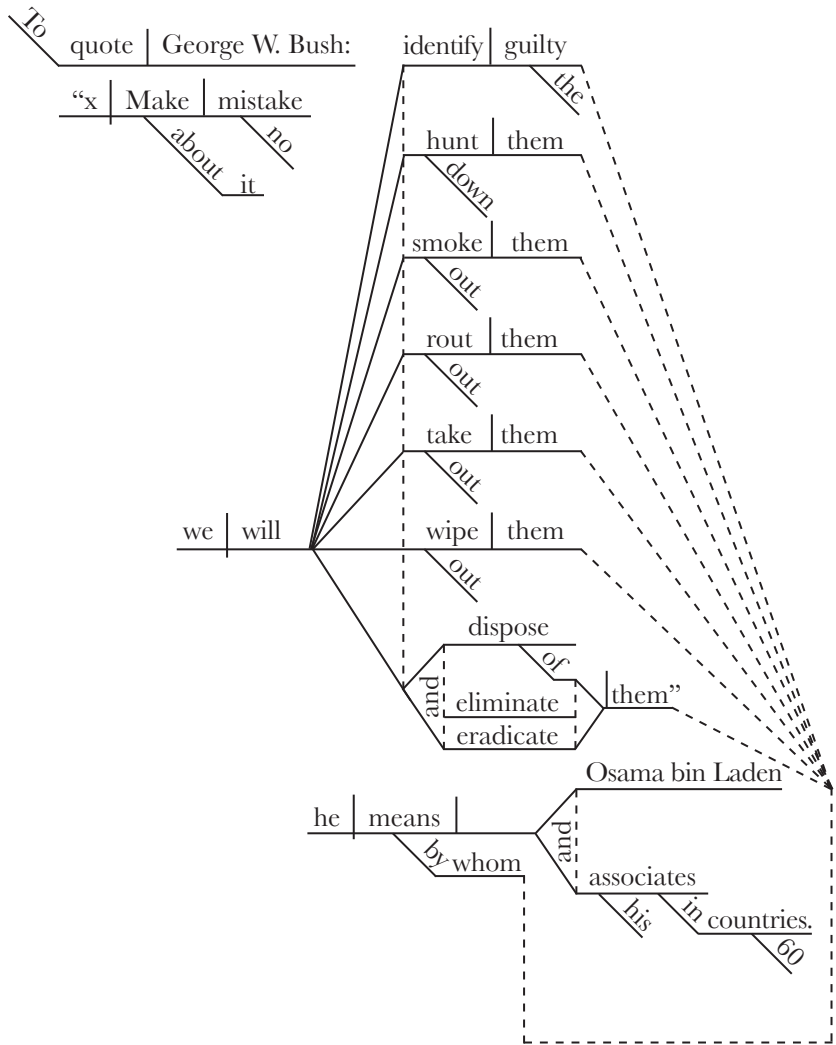 To
quote George W. Bush:
“x Make mistake
about it
no
we will
identify guilty
the
hunt them
down
smoke them
out
rout them
out
take them
out
wipe them
out
dispose
of
and
eliminate
eradicate
them”
he means
by whom
Osama bin Laden
and
associates
his
in countries.
60